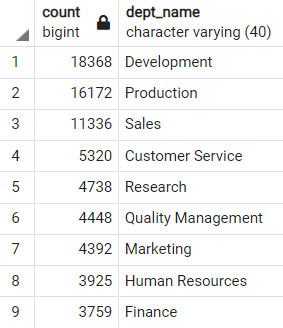 count dept_name
bigint character varying (40)
1 18368 Development
2 16172 Production
3 11336 Sales
4 5320 Customer Service
5 4738 Research
6 4448 Quality Management
7 4392 Marketing
8 3925 Human Resources
9 3759 Finance